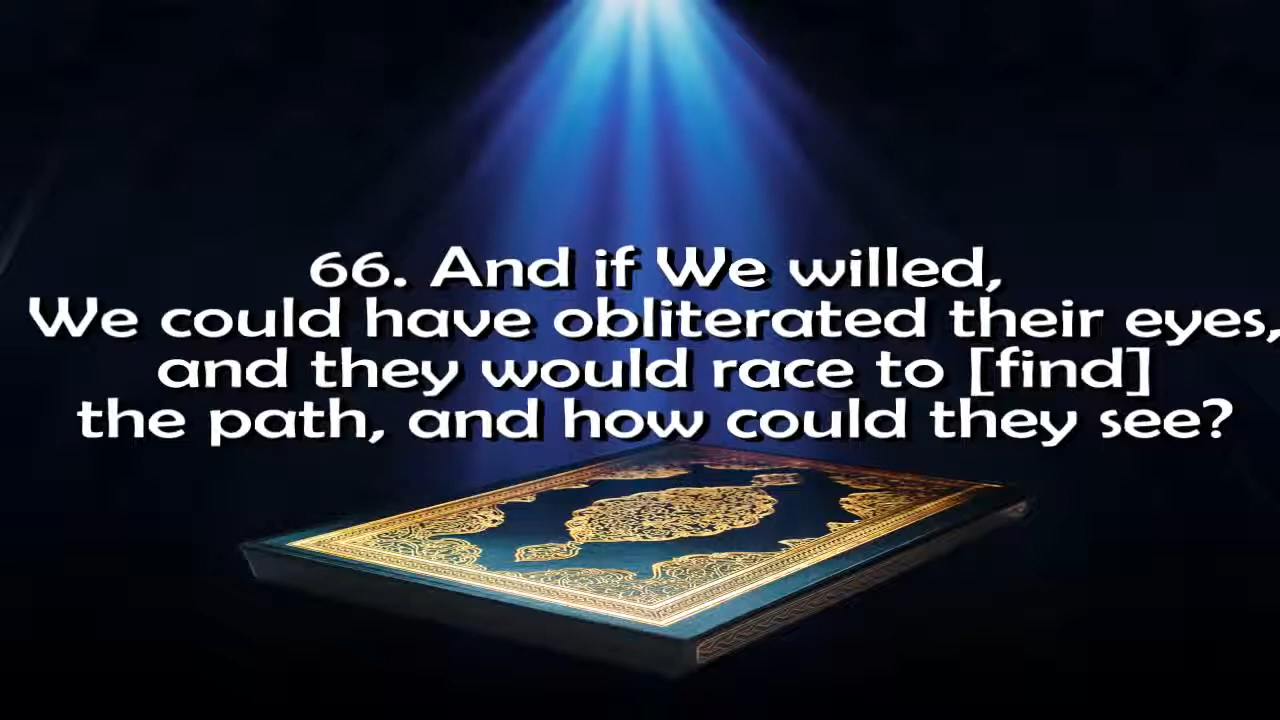 66. And if We willed,
We could have obliterated their eyes,
and they would race to [find]
the path, and how could they see?